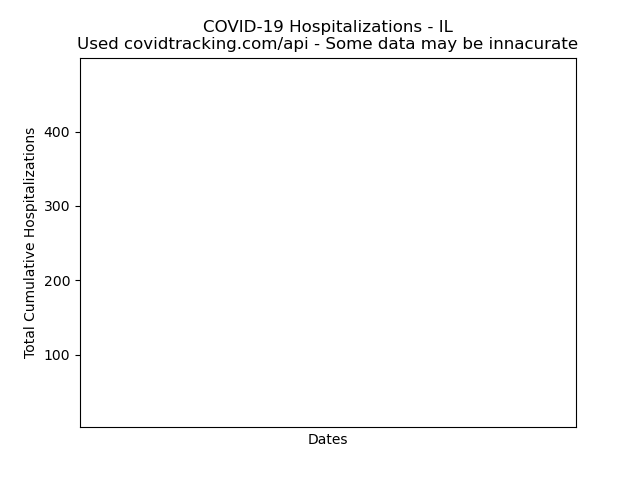 COVID-19 Hospitalizations - IL
Used covidtracking.com/api - Some data may be innacurate
Total Cumulative Hospitalizations
400
300
200
100
Dates